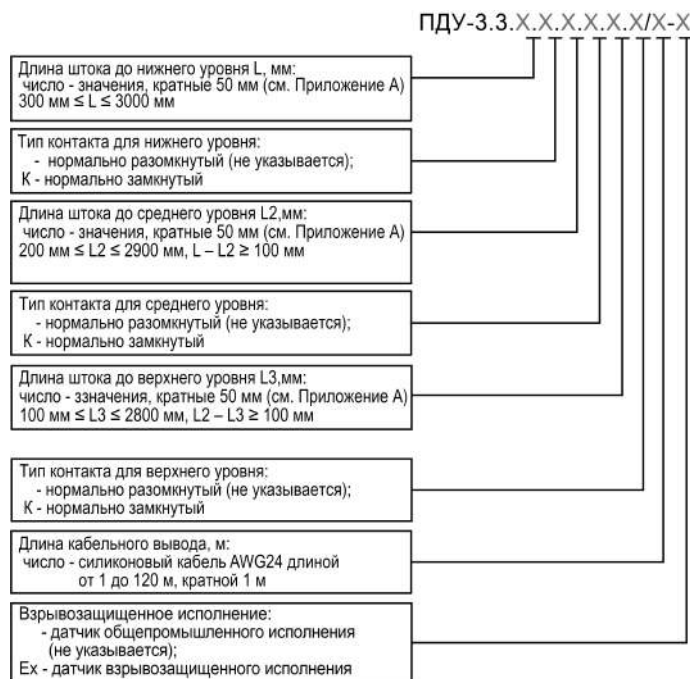 ПДУ-3.3.X.X.X.X.X.X/X-X
Длина штока до нижнего уровня L, мм:
число - значения, кратные 50 мм (см. Приложение А)
300 мм ≤ L ≤ 3000 мм
Тип контакта для нижнего уровня:
- нормально разомкнутый (не указывается);
К - нормально замкнутый
Длина штока до среднего уровня L2,мм:
число - значения, кратные 50 мм (см. Приложение А)
200 мм ≤ L2 ≤ 2900 мм, L – L2 ≥ 100 мм
Тип контакта для среднего уровня:
- нормально разомкнутый (не указывается);
К - нормально замкнутый
Длина штока до верхнего уровня L3,мм:
число - ззначения, кратные 50 мм (см. Приложение А)
100 мм ≤ L3 ≤ 2800 мм, L2 – L3 ≥ 100 мм
Тип контакта для верхнего уровня:
- нормально разомкнутый (не указывается);
К - нормально замкнутый
Длина кабельного вывода, м:
число - силиконовый кабель AWG24 длиной
от 1 до 120 м, кратной 1 м
Взрывозащищенное исполнение:
- датчик общепромышленного исполнения
(не указывается);
Ex - датчик взрывозащищенного исполнения